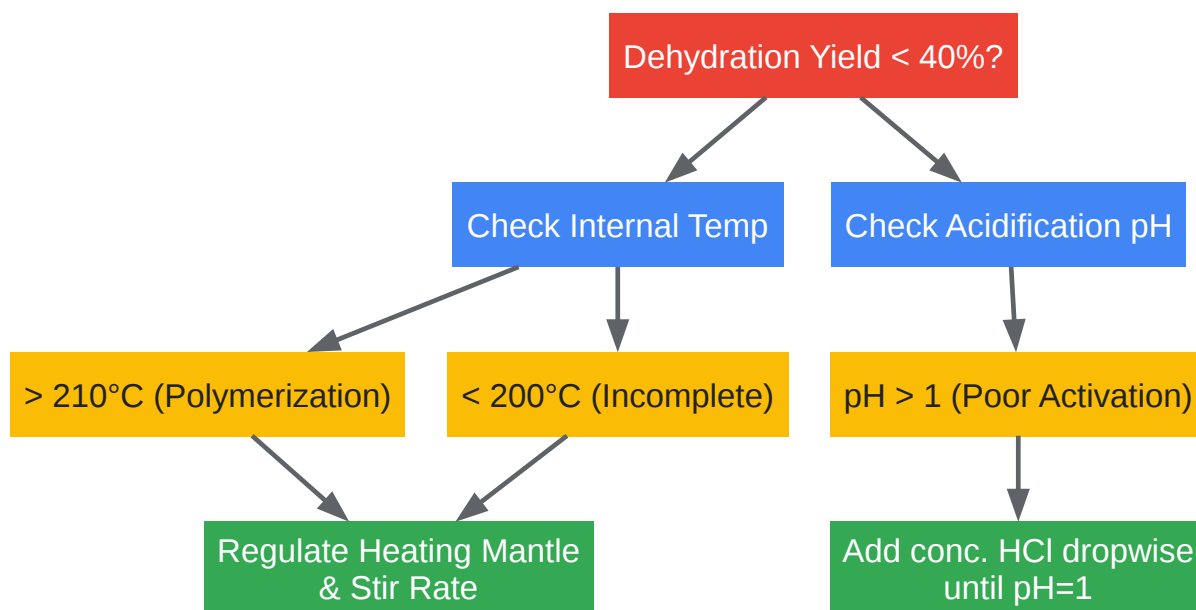 Dehydration Yield < 40%?
Check Internal Temp
Check Acidification pH
> 210°C (Polymerization)
< 200°C (Incomplete)
pH > 1 (Poor Activation)
Regulate Heating Mantle
& Stir Rate
Add conc. HCl dropwise
until pH=1